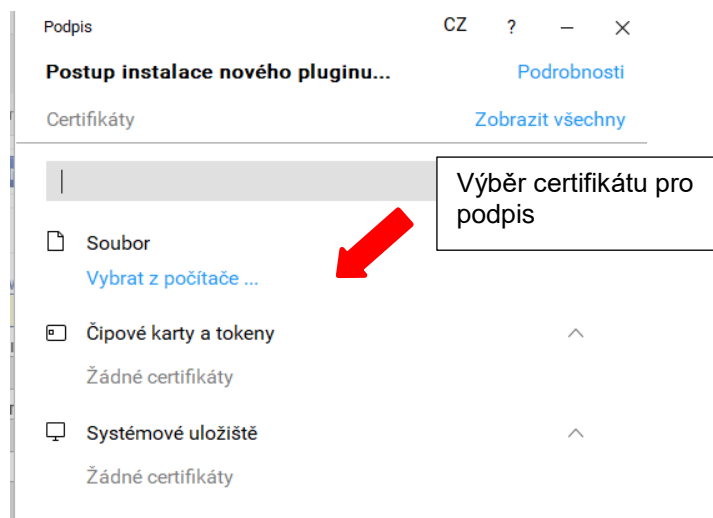 Podpis CZ ?
Postup instalace nového pluginu... Podrobnosti
Certifikáty Zobrazit všechny
Výběr certifikátu pro
podpis
Soubor
Vybrat z počítače ...
Čipové karty a tokeny
Žádné certifikáty
Systémové uložiště
Žádné certifikáty